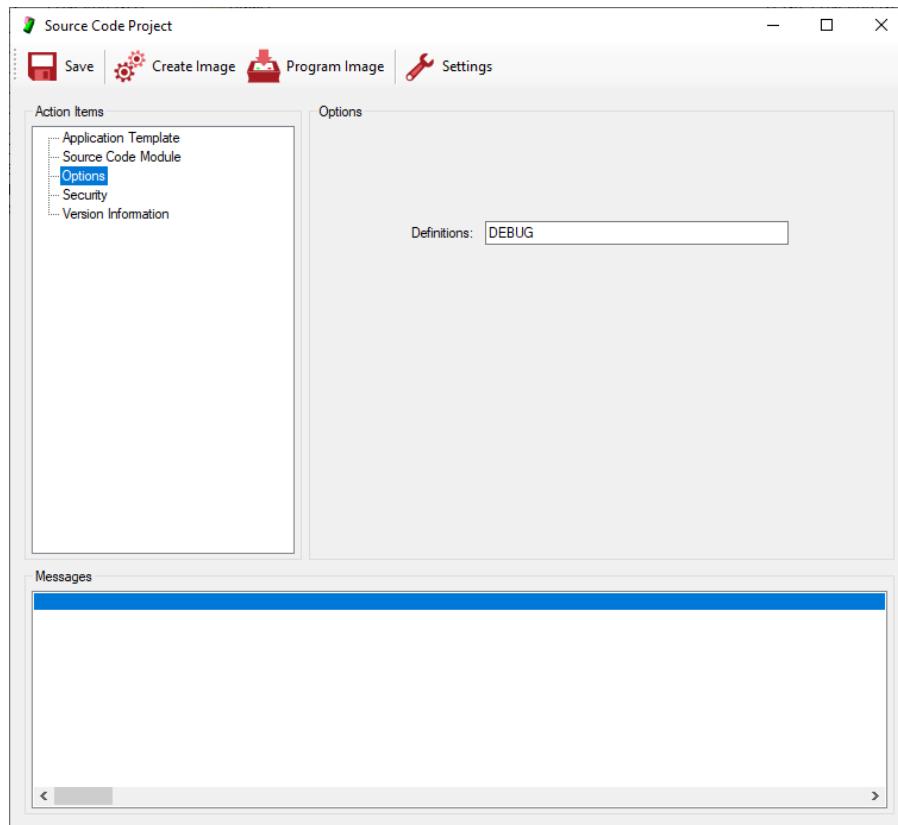 Source Code Project
Save Create Image Program Image Settings
Action Items
Application Template
Source Code Module
Options
Security
Version Information
Options
Definitions: DEBUG
Messages